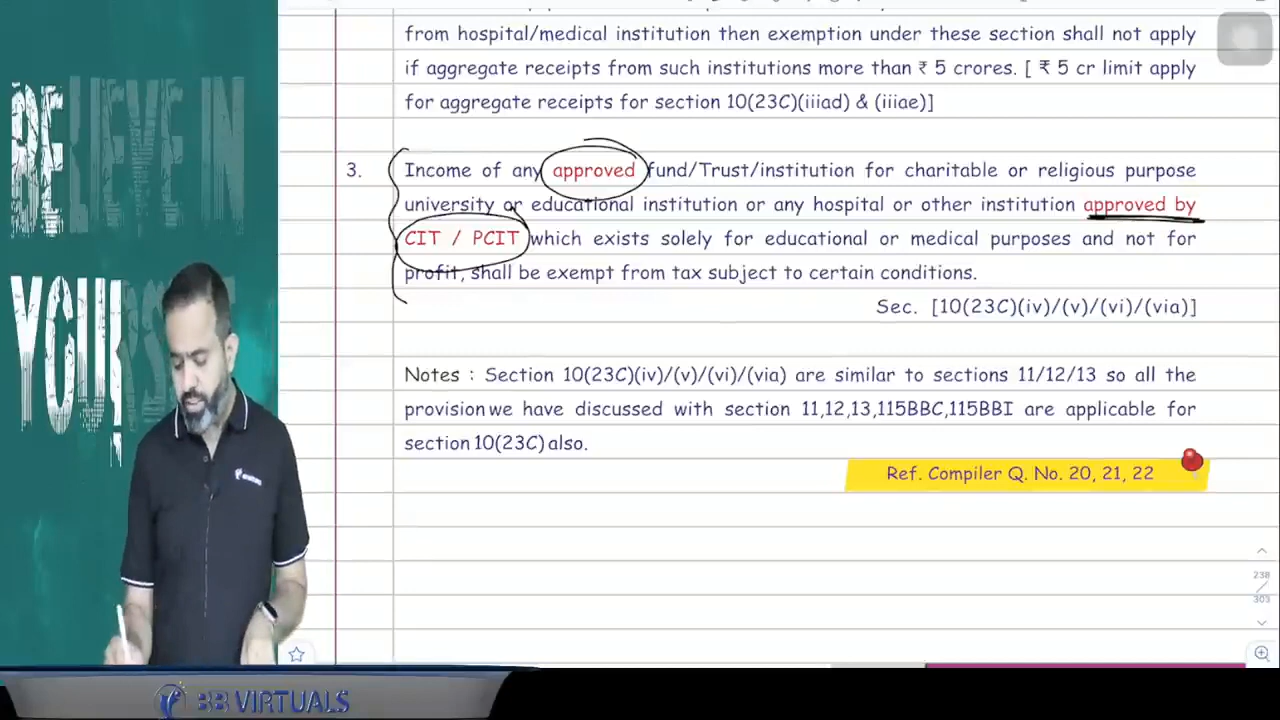 BELIEVE IN
YOURSELF
from hospital/medical institution then exemption under these section shall not apply
if aggregate receipts from such institutions more than ₹ 5 crores. [ ₹ 5 cr limit apply
for aggregate receipts for section 10(23C)(iiiad) & (iiiae)]
3. Income of any approved fund/Trust/institution for charitable or religious purpose
university or educational institution or any hospital or other institution approved by
CIT / PCIT which exists solely for educational or medical purposes and not for
profit, shall be exempt from tax subject to certain conditions.
Sec. [10(23C)(iv)/(v)/(vi)/(via)]
Notes : Section 10(23C)(iv)/(v)/(vi)/(via) are similar to sections 11/12/13 so all the
provision we have discussed with section 11,12,13,115BBC,115BBI are applicable for
section 10(23C) also.
Ref. Compiler Q. No. 20, 21, 22
238
303
BB VIRTUALS